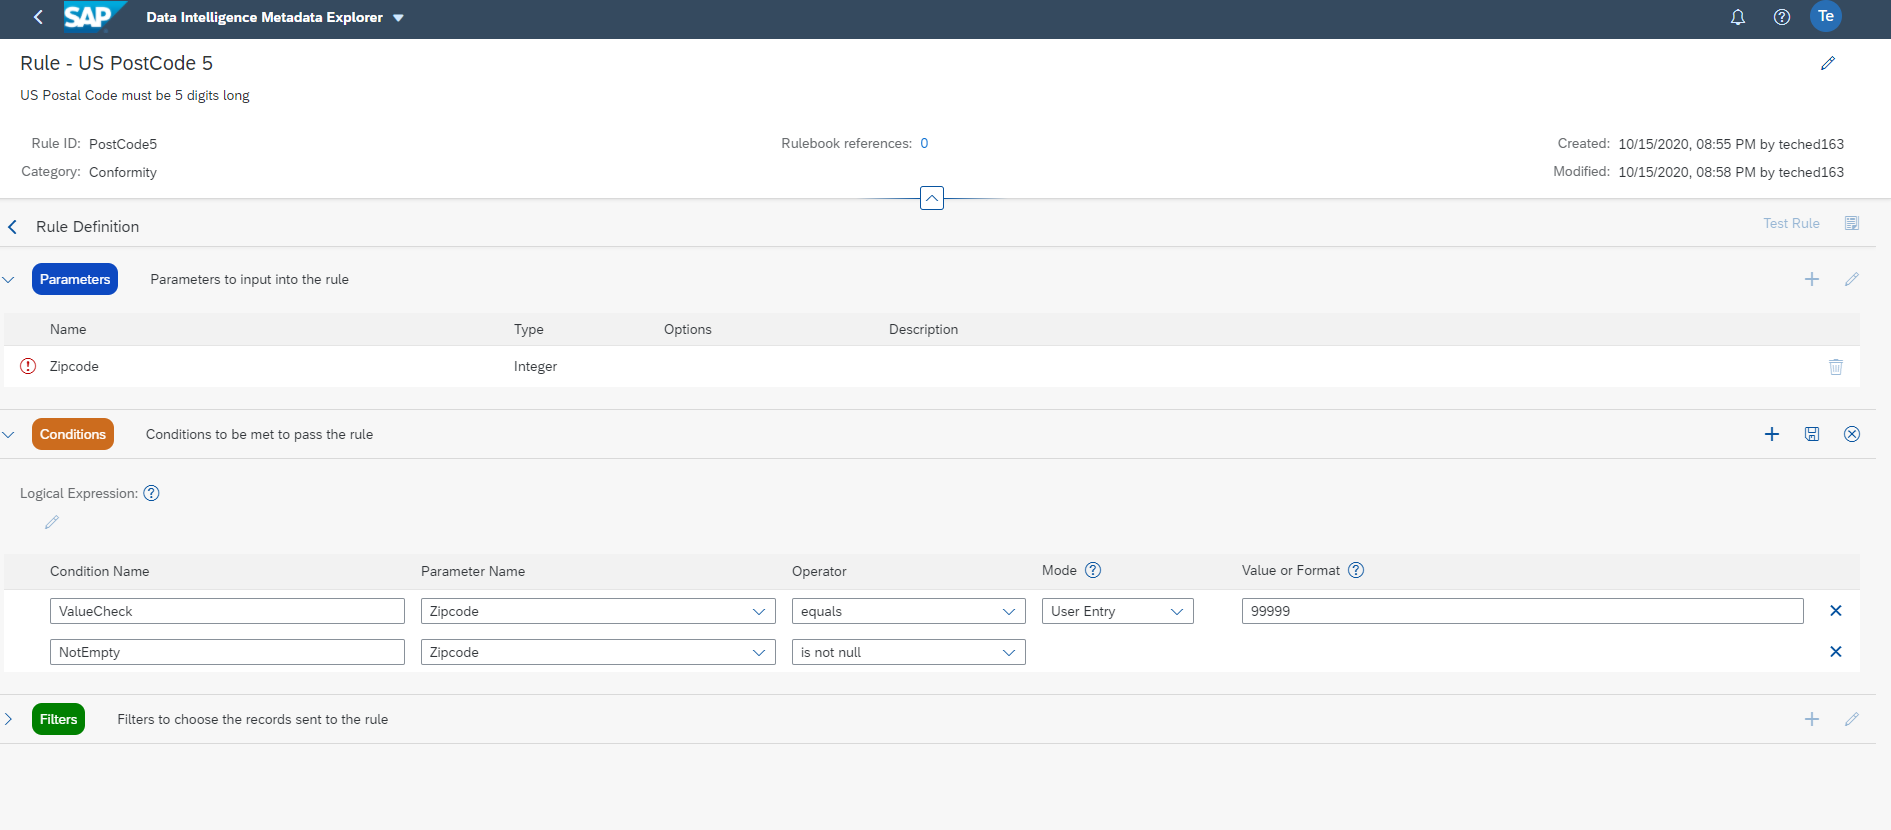 SAP Data Intelligence Metadata Explorer Te
Rule - US PostCode 5
US Postal Code must be 5 digits long
Rule ID: PostCode5 Rulebook references: 0 Created: 10/15/2020, 08:55 PM by teched163
Category: Conformity Modified: 10/15/2020, 08:58 PM by teched163
Rule Definition Test Rule
Parameters Parameters to input into the rule
Name Type Options Description
Zipcode Integer
Conditions Conditions to be met to pass the rule
Logical Expression:
Condition Name Parameter Name Operator Mode Value or Format
ValueCheck Zipcode equals User Entry 99999
NotEmpty Zipcode is not null
Filters Filters to choose the records sent to the rule